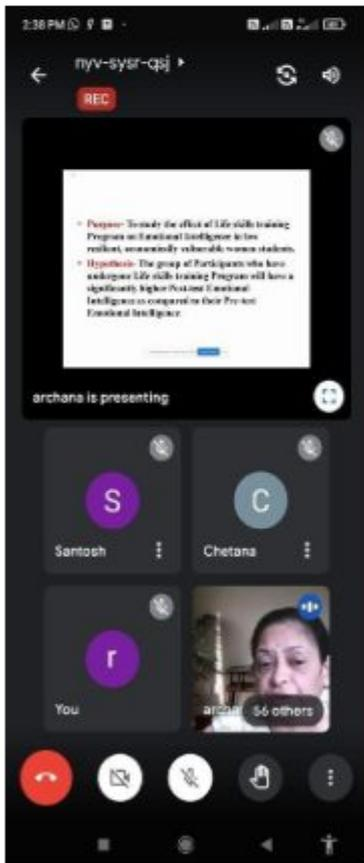 2:38 PM
nyv-sysr-qsj
REC
• Purpose- To study the effect of Life skills training
Program on Emotional Intelligence in low
resilient, economically vulnerable women students.
• Hypothesis- The group of Participants who have
undergone Life skills training Program will have a
significantly higher Post-test Emotional
Intelligence as compared to their Pre-test
Emotional Intelligence
archana is presenting
S
C
Santosh
Chetana
r
You
56 others